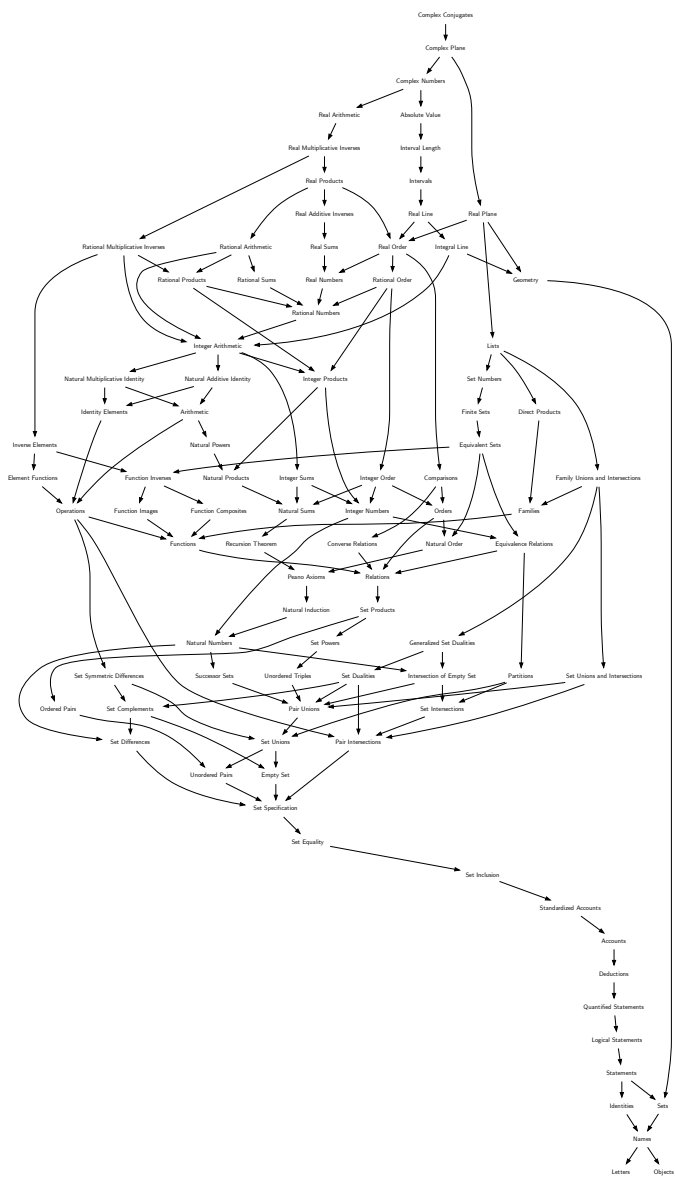 Complex Conjugates
Complex Plane
Complex Numbers
Real Arithmetic
Absolute Value
Real Multiplicative Inverses
Interval Length
Real Products
Intervals
Real Additive Inverses
Real Line
Real Plane
Rational Multiplicative Inverses
Rational Arithmetic
Real Sums
Real Order
Integral Line
Rational Products
Rational Sums
Real Numbers
Rational Order
Geometry
Rational Numbers
Integer Arithmetic
Lists
Natural Multiplicative Identity
Natural Additive Identity
Integer Products
Set Numbers
Identity Elements
Arithmetic
Finite Sets
Direct Products
Inverse Elements
Natural Powers
Equivalent Sets
Element Functions
Function Inverses
Natural Products
Integer Sums
Integer Order
Comparisons
Family Unions and Intersections
Operations
Function Images
Function Composites
Natural Sums
Integer Numbers
Orders
Families
Functions
Recursion Theorem
Converse Relations
Natural Order
Equivalence Relations
Peano Axioms
Relations
Natural Induction
Set Products
Natural Numbers
Set Powers
Generalized Set Dualities
Set Symmetric Differences
Successor Sets
Unordered Triples
Set Dualities
Intersection of Empty Set
Partitions
Set Unions and Intersections
Ordered Pairs
Set Complements
Pair Unions
Set Intersections
Set Differences
Set Unions
Pair Intersections
Unordered Pairs
Empty Set
Set Specification
Set Equality
Set Inclusion
Standardized Accounts
Accounts
Deductions
Quantified Statements
Logical Statements
Statements
Identities
Sets
Names
Letters
Objects